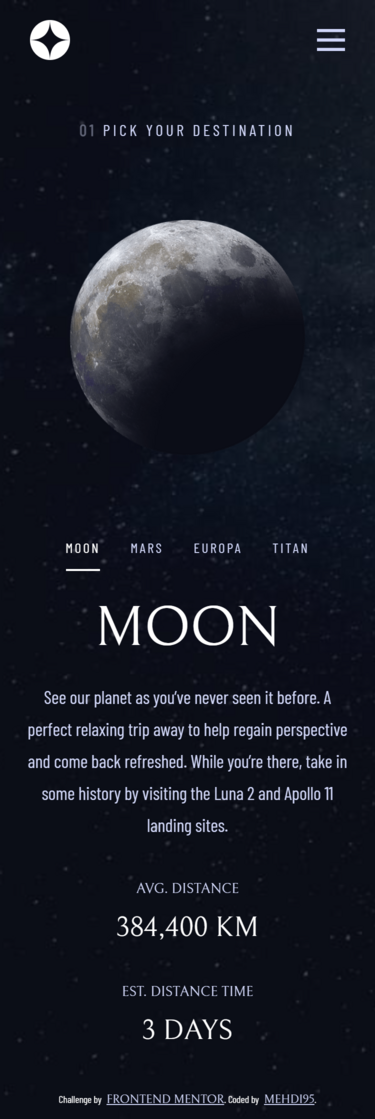 01 PICK YOUR DESTINATION
MOON MARS EUROPA TITAN
MOON
See our planet as you’ve never seen it before. A
perfect relaxing trip away to help regain perspective
and come back refreshed. While you’re there, take in
some history by visiting the Luna 2 and Apollo 11
landing sites.
AVG. DISTANCE
384,400 KM
EST. DISTANCE TIME
3 DAYS
Challenge by FRONTEND MENTOR. Coded by MEHDI95.